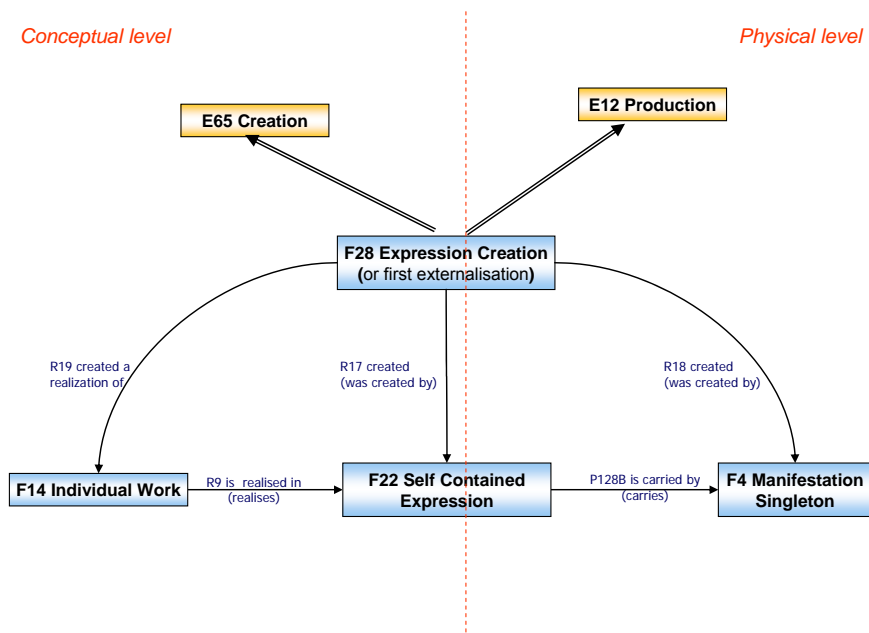 Conceptual level
Physical level
E65 Creation
E12 Production
F28 Expression Creation
(or first externalisation)
R19 created a
realization of
R17 created
(was created by)
R18 created
(was created by)
F14 Individual Work
R9 is realised in
(realises)
F22 Self Contained
Expression
P128B is carried by
(carries)
F4 Manifestation
Singleton